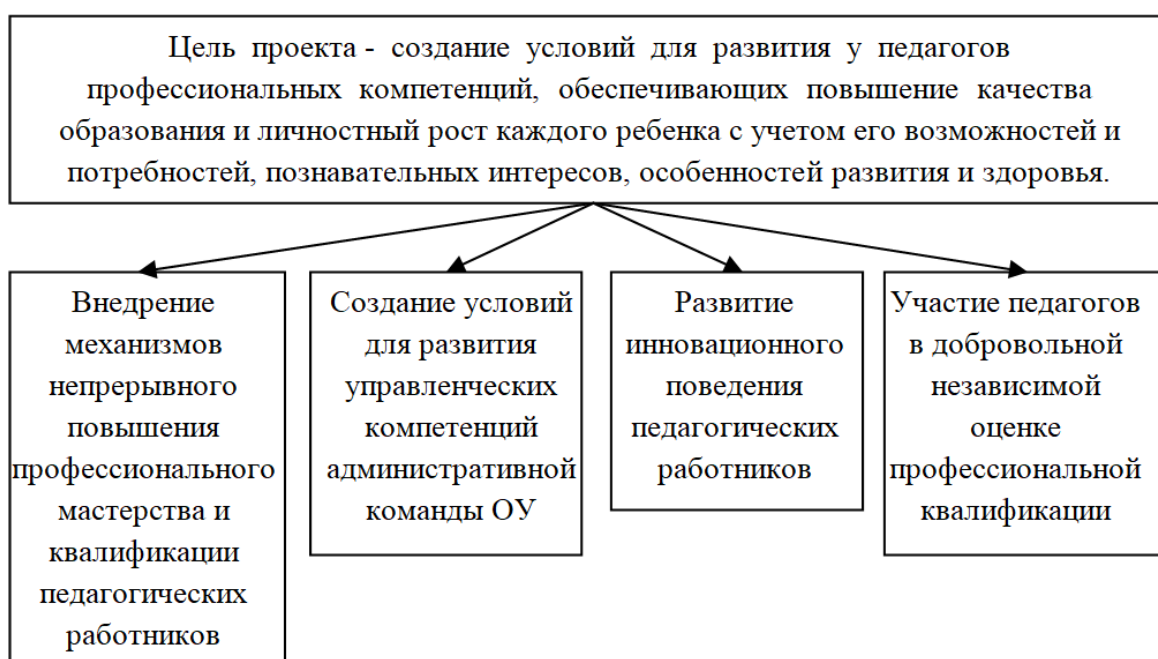 Цель проекта - создание условий для развития у педагогов
профессиональных компетенций, обеспечивающих повышение качества
образования и личностный рост каждого ребенка с учетом его возможностей и
потребностей, познавательных интересов, особенностей развития и здоровья.
Внедрение
механизмов
непрерывного
повышения
профессионального
мастерства и
квалификации
педагогических
работников
Создание условий
для развития
управленческих
компетенций
административной
команды ОУ
Развитие
инновационного
поведения
педагогических
работников
Участие педагогов
в добровольной
независимой
оценке
профессиональной
квалификации